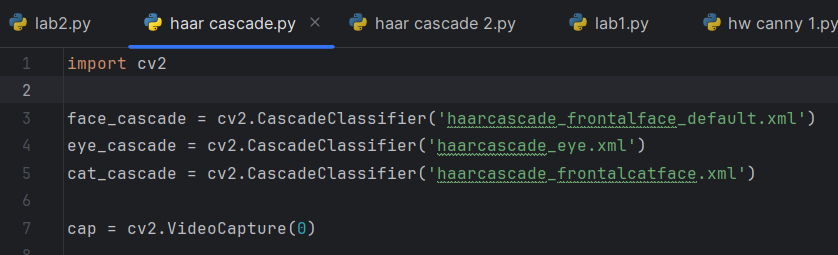 lab2.py haar cascade.py haar cascade 2.py lab1.py hw canny 1.py
1 import cv2
2
3 face_cascade = cv2.CascadeClassifier('haarcascade_frontalface_default.xml')
4 eye_cascade = cv2.CascadeClassifier('haarcascade_eye.xml')
5 cat_cascade = cv2.CascadeClassifier('haarcascade_frontalcatface.xml')
6
7 cap = cv2.VideoCapture(0)
8